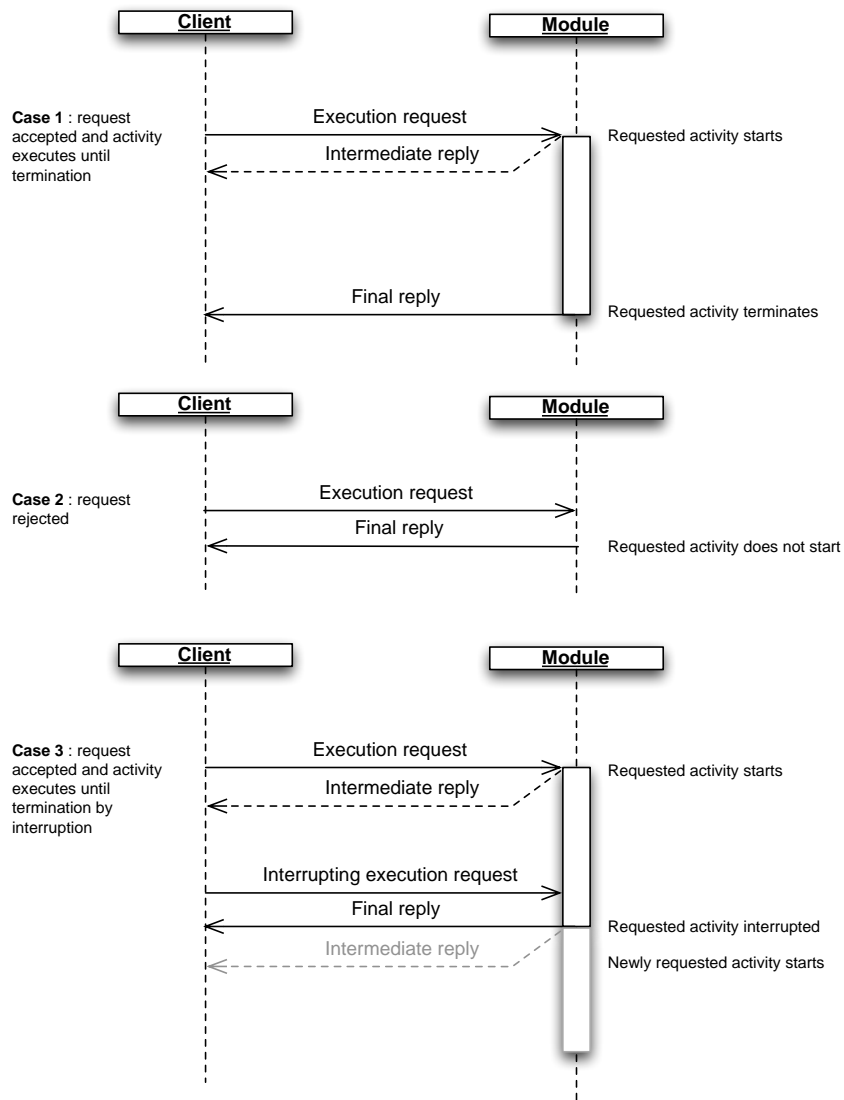 Client
Module
Case 1 : request
accepted and activity
executes until
termination
Execution request
Requested activity starts
Intermediate reply
Final reply
Requested activity terminates
Client
Module
Case 2 : request
rejected
Execution request
Final reply
Requested activity does not start
Client
Module
Case 3 : request
accepted and activity
executes until
termination by
interruption
Execution request
Requested activity starts
Intermediate reply
Interrupting execution request
Final reply
Requested activity interrupted
Intermediate reply
Newly requested activity starts